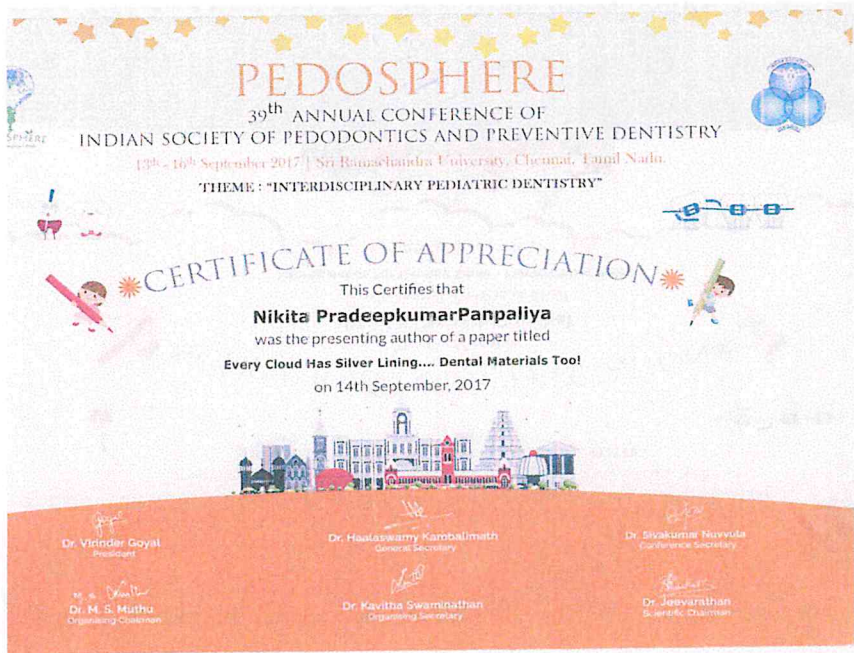 PEDOSPHERE
39th ANNUAL CONFERENCE OF
INDIAN SOCIETY OF PEDODONTICS AND PREVENTIVE DENTISTRY
13th - 16th September 2017 | Sri Ramachandra University, Chennai, Tamil Nadu.
THEME : "INTERDISCIPLINARY PEDIATRIC DENTISTRY"
CERTIFICATE OF APPRECIATION
This Certifies that
Nikita PradeepkumarPanpaliya
was the presenting author of a paper titled
Every Cloud Has Silver Lining.... Dental Materials Too!
on 14th September, 2017
Dr. Virinder Goyal
President
Dr. Haalaswamy Kambalimath
General Secretary
Dr. Sivakumar Nuvvula
Conference Secretary
Dr. M. S. Muthu
Organising Chairman
Dr. Kavitha Swaminathan
Organising Secretary
Dr. Jeevarathan
Scientific Chairman